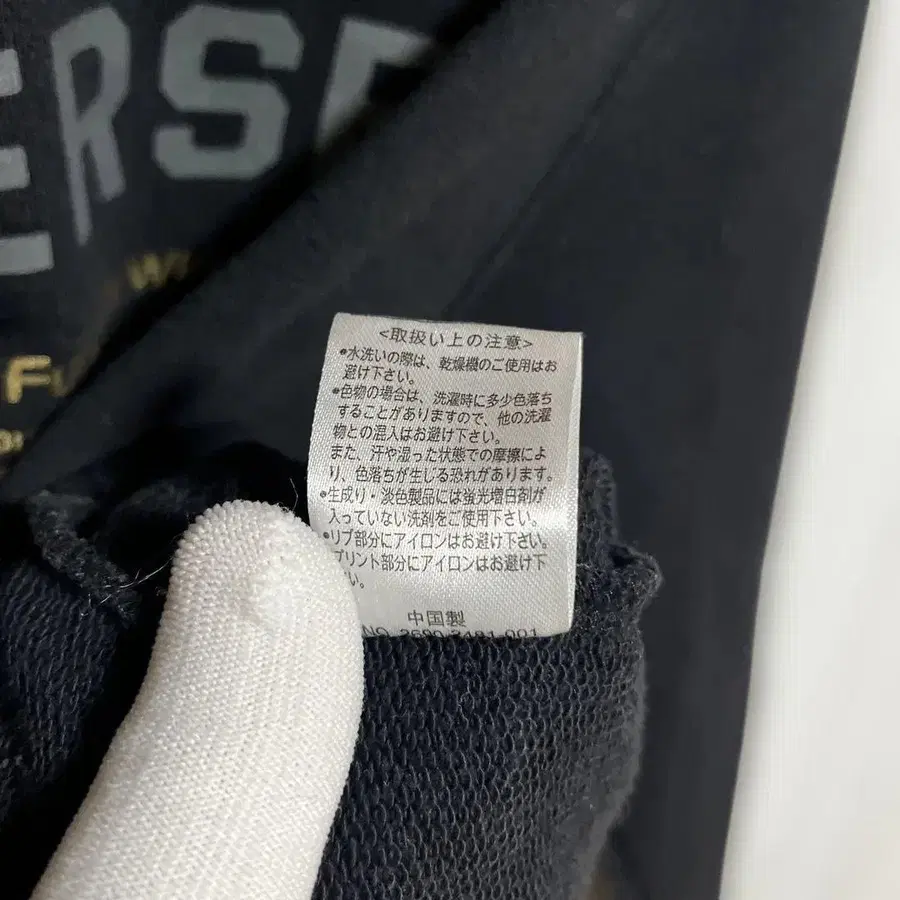 ERSE
W
Fu
<取扱い上の注意>
•水洗いの際は、乾燥機のご使用はお
避け下さい。
•色物の場合は、洗濯時に多少色落ち
することがありますので、他の洗濯
物との混入はお避け下さい。
また、汗や湿った状態での摩擦によ
り、色落ちが生じる恐れがあります。
•生成り・淡色製品には蛍光増白剤が
入っていない洗剤をご使用下さい。
•リブ部分にアイロンはお避け下さい。
プリント部分にアイロンはお避け下
い。
中国製
NO. 2690-2481-001